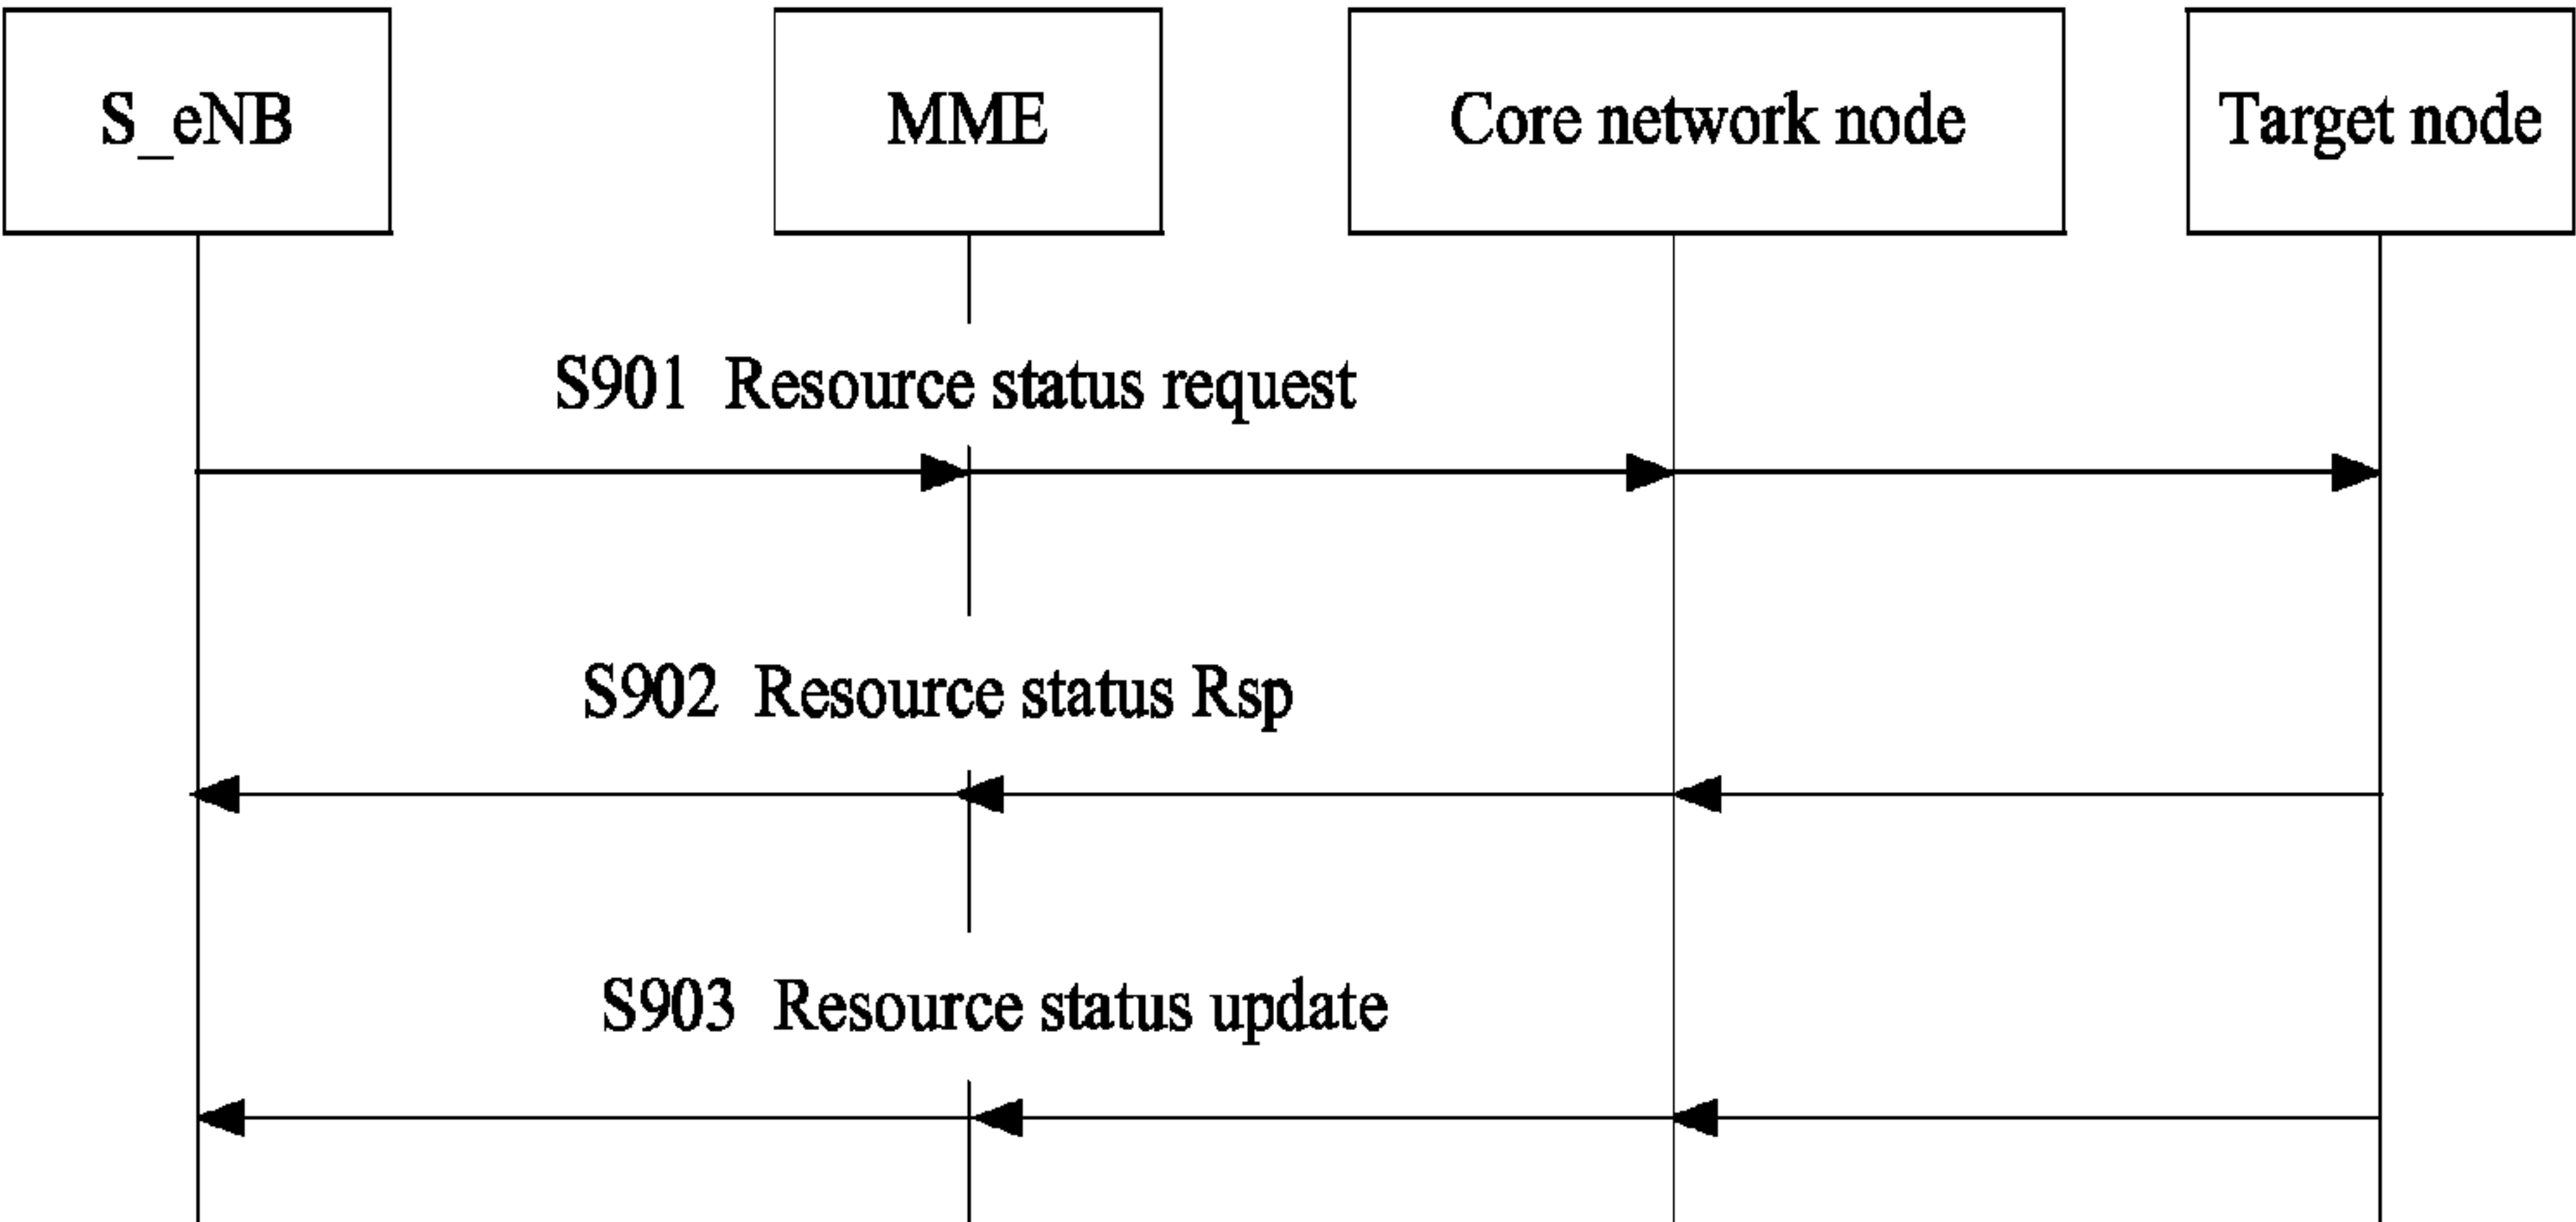 S_eNB
MME
Core network node
Target node
S901 Resource status request
S902 Resource status Rsp
S903 Resource status update